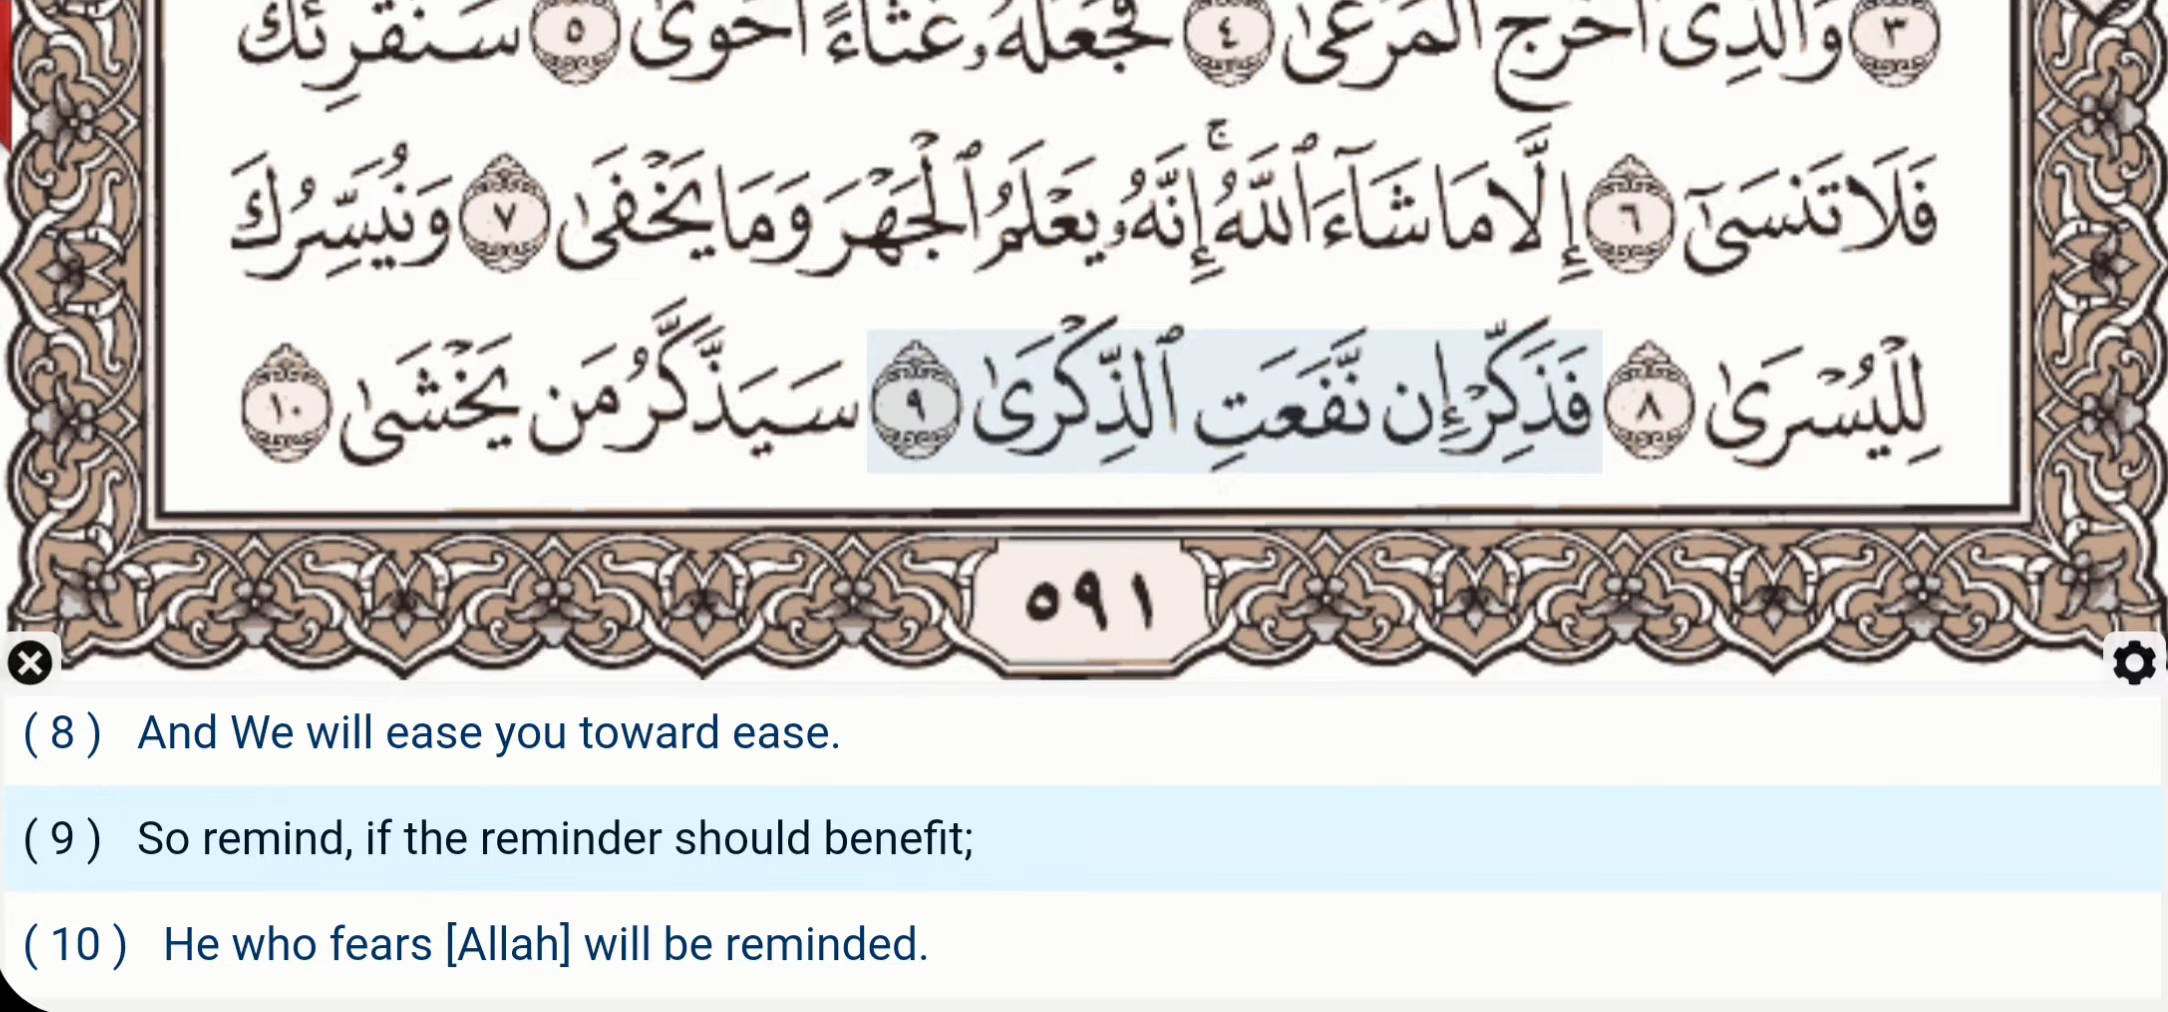 ٣ وَٱلَّذِىٓ أَخْرَجَ ٱلْمَرْعَىٰ ٤ فَجَعَلَهُۥ غُثَآءً أَحْوَىٰ ٥ سَنُقْرِئُكَ
فَلَا تَنسَىٰٓ ٦ إِلَّا مَا شَآءَ ٱللَّهُ ۚ إِنَّهُۥ يَعْلَمُ ٱلْجَهْرَ وَمَا يَخْفَىٰ ٧ وَنُيَسِّرُكَ
لِلْيُسْرَىٰ ٨ فَذَكِّرْ إِن نَّفَعَتِ ٱلذِّكْرَىٰ ٩ سَيَذَّكَّرُ مَن يَخْشَىٰ ١٠
٥٩١
( 8 ) And We will ease you toward ease.
( 9 ) So remind, if the reminder should benefit;
( 10 ) He who fears [Allah] will be reminded.